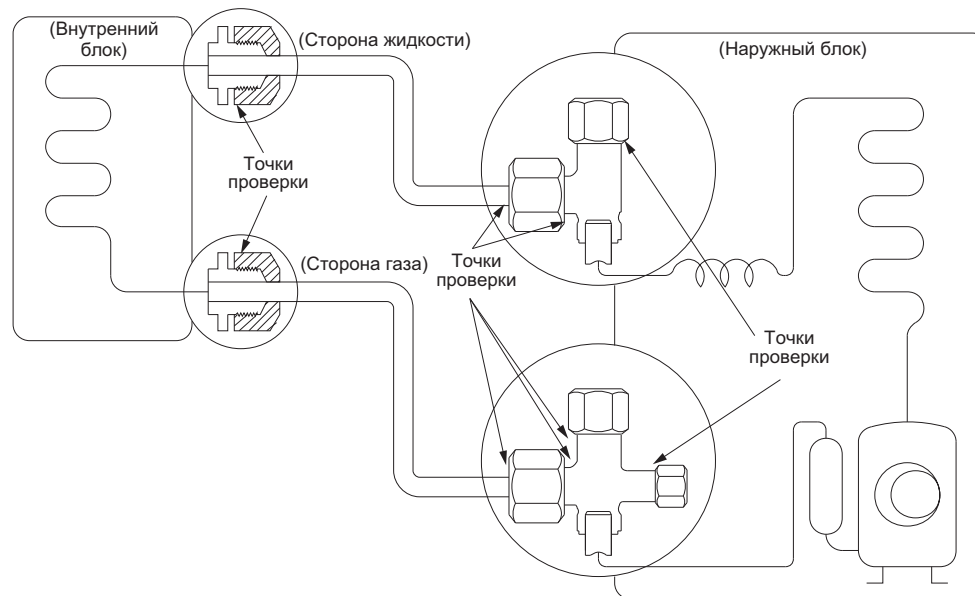 (Внутренний
блок)
(Сторона жидкости)
(Наружный блок)
Точки
проверки
(Сторона газа)
Точки
проверки
Точки
проверки